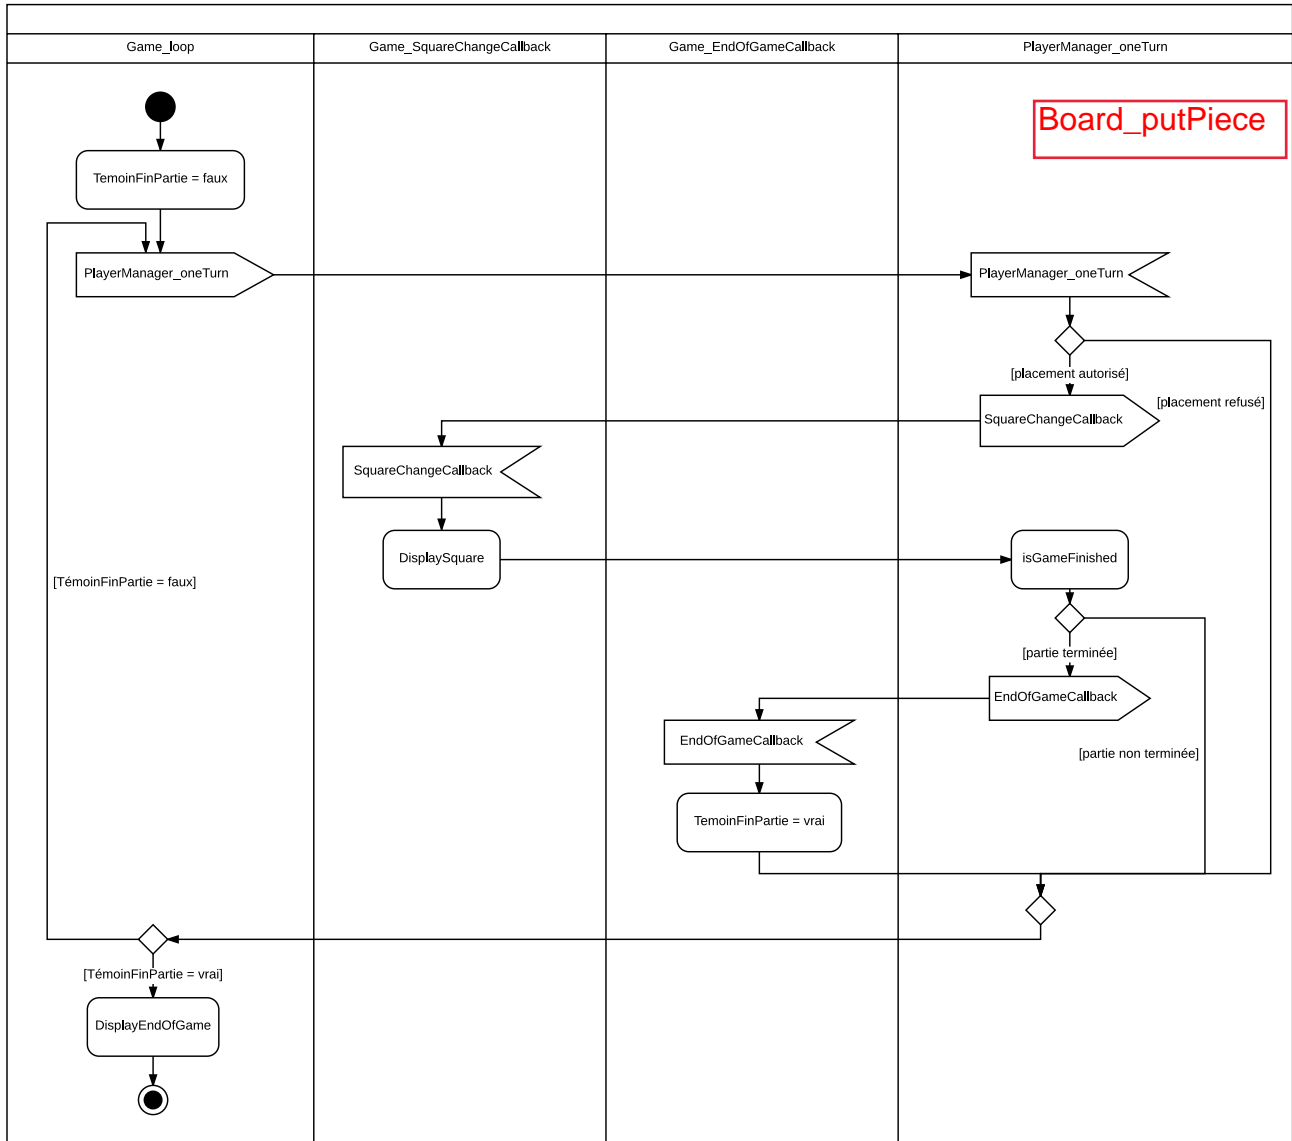 Game_loop
Game_SquareChangeCallback
Game_EndOfGameCallback
PlayerManager_oneTurn
Board_putPiece
TemoinFinPartie = faux
PlayerManager_oneTurn
PlayerManager_oneTurn
[placement autorisé]
[placement refusé]
SquareChangeCallback
SquareChangeCallback
DisplaySquare
isGameFinished
[TémoinFinPartie = faux]
[partie terminée]
EndOfGameCallback
EndOfGameCallback
[partie non terminée]
TemoinFinPartie = vrai
[TémoinFinPartie = vrai]
DisplayEndOfGame